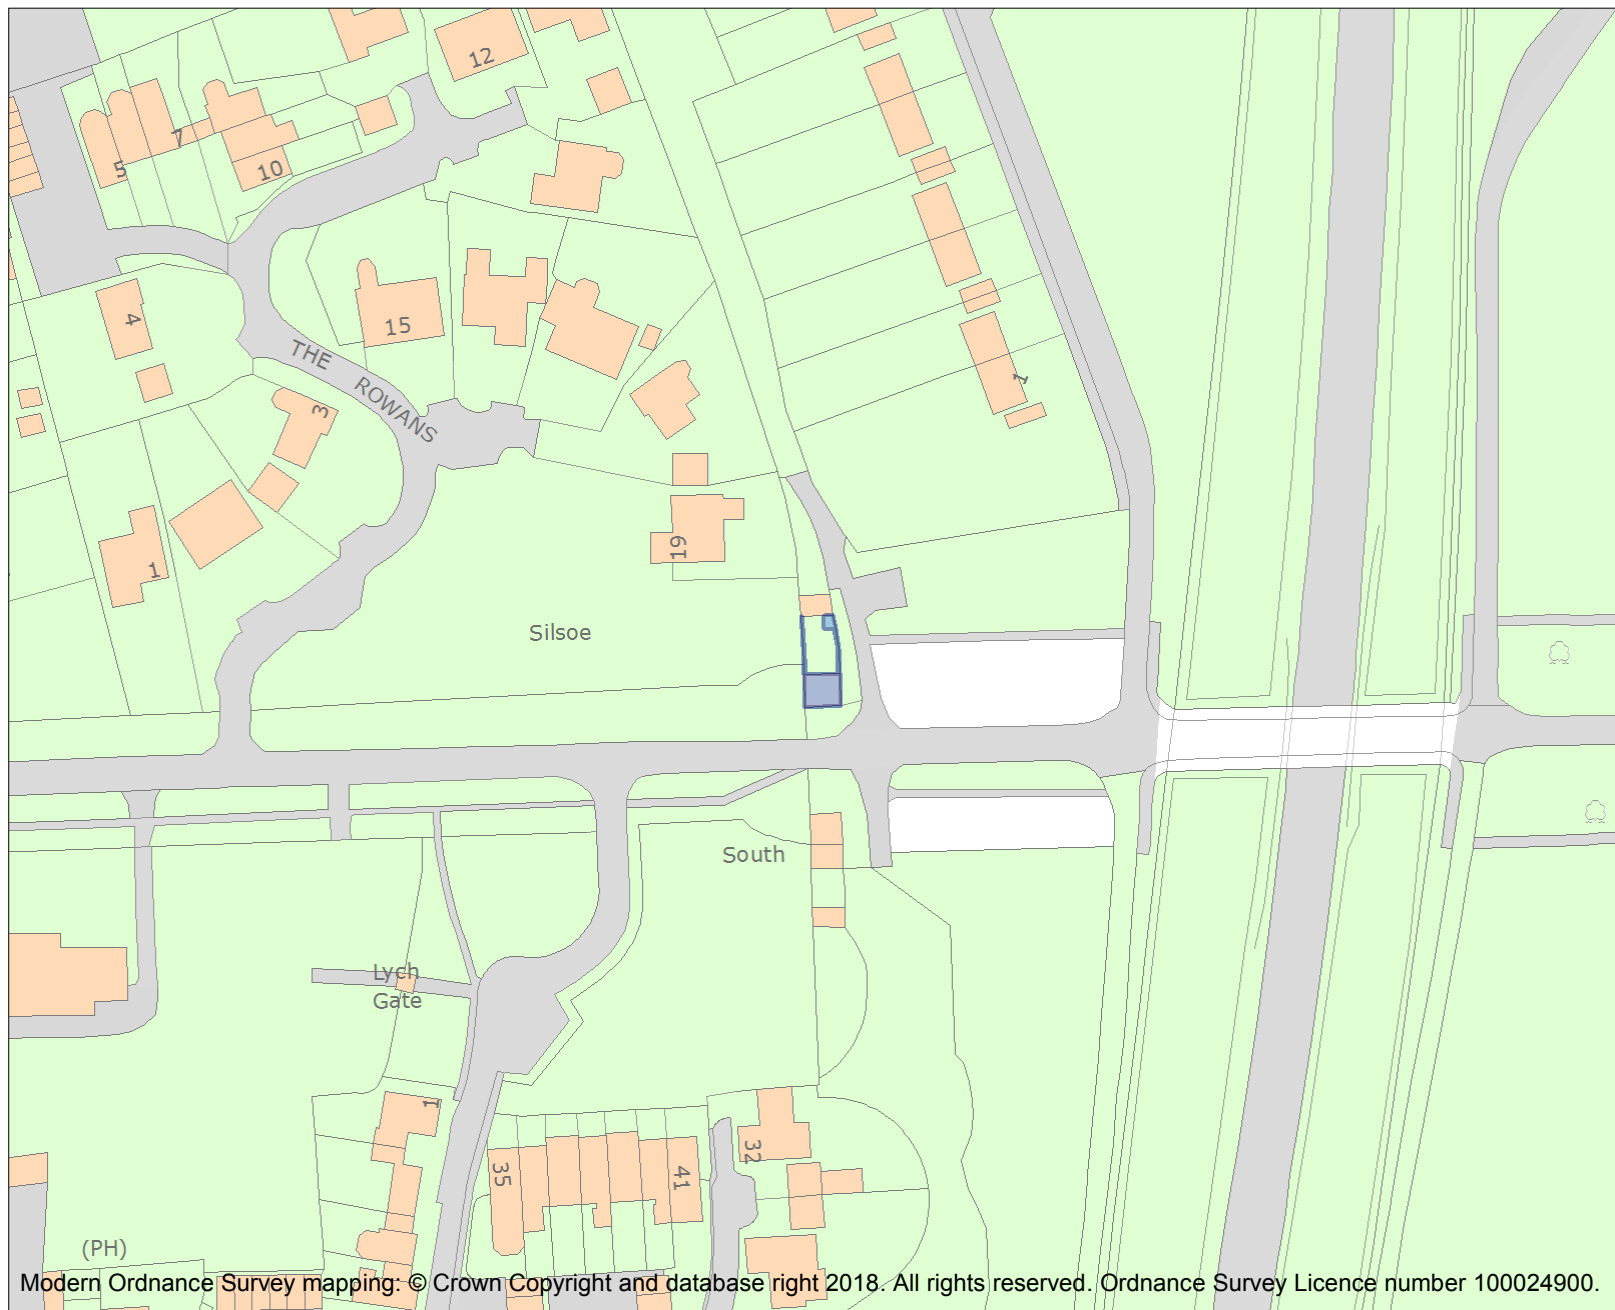 12
7
5
10
4
15
THE ROWANS
3
1
1
19
Silsoe
South
Lych
Gate
1
35
41
32
(PH)
Modern Ordnance Survey mapping: © Crown Copyright and database right 2018. All rights reserved. Ordnance Survey Licence number 100024900.